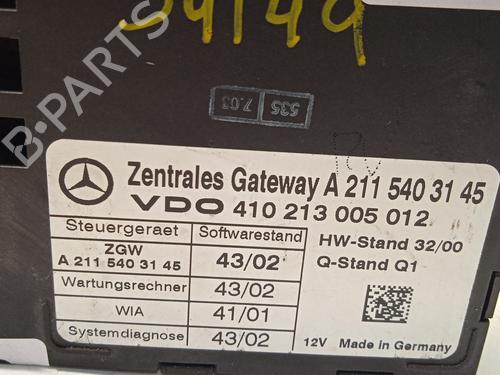 535
7.03
B-PARTS
Zentrales Gateway A 211 540 31 45
VDO 410 213 005 012
Steuergeraet Softwarestand
ZGW
A 211 540 31 45 43/02
Wartungsrechner 43/02
WIA 41/01
Systemdiagnose 43/02
HW-Stand 32/00
Q-Stand Q1
12V Made in Germany